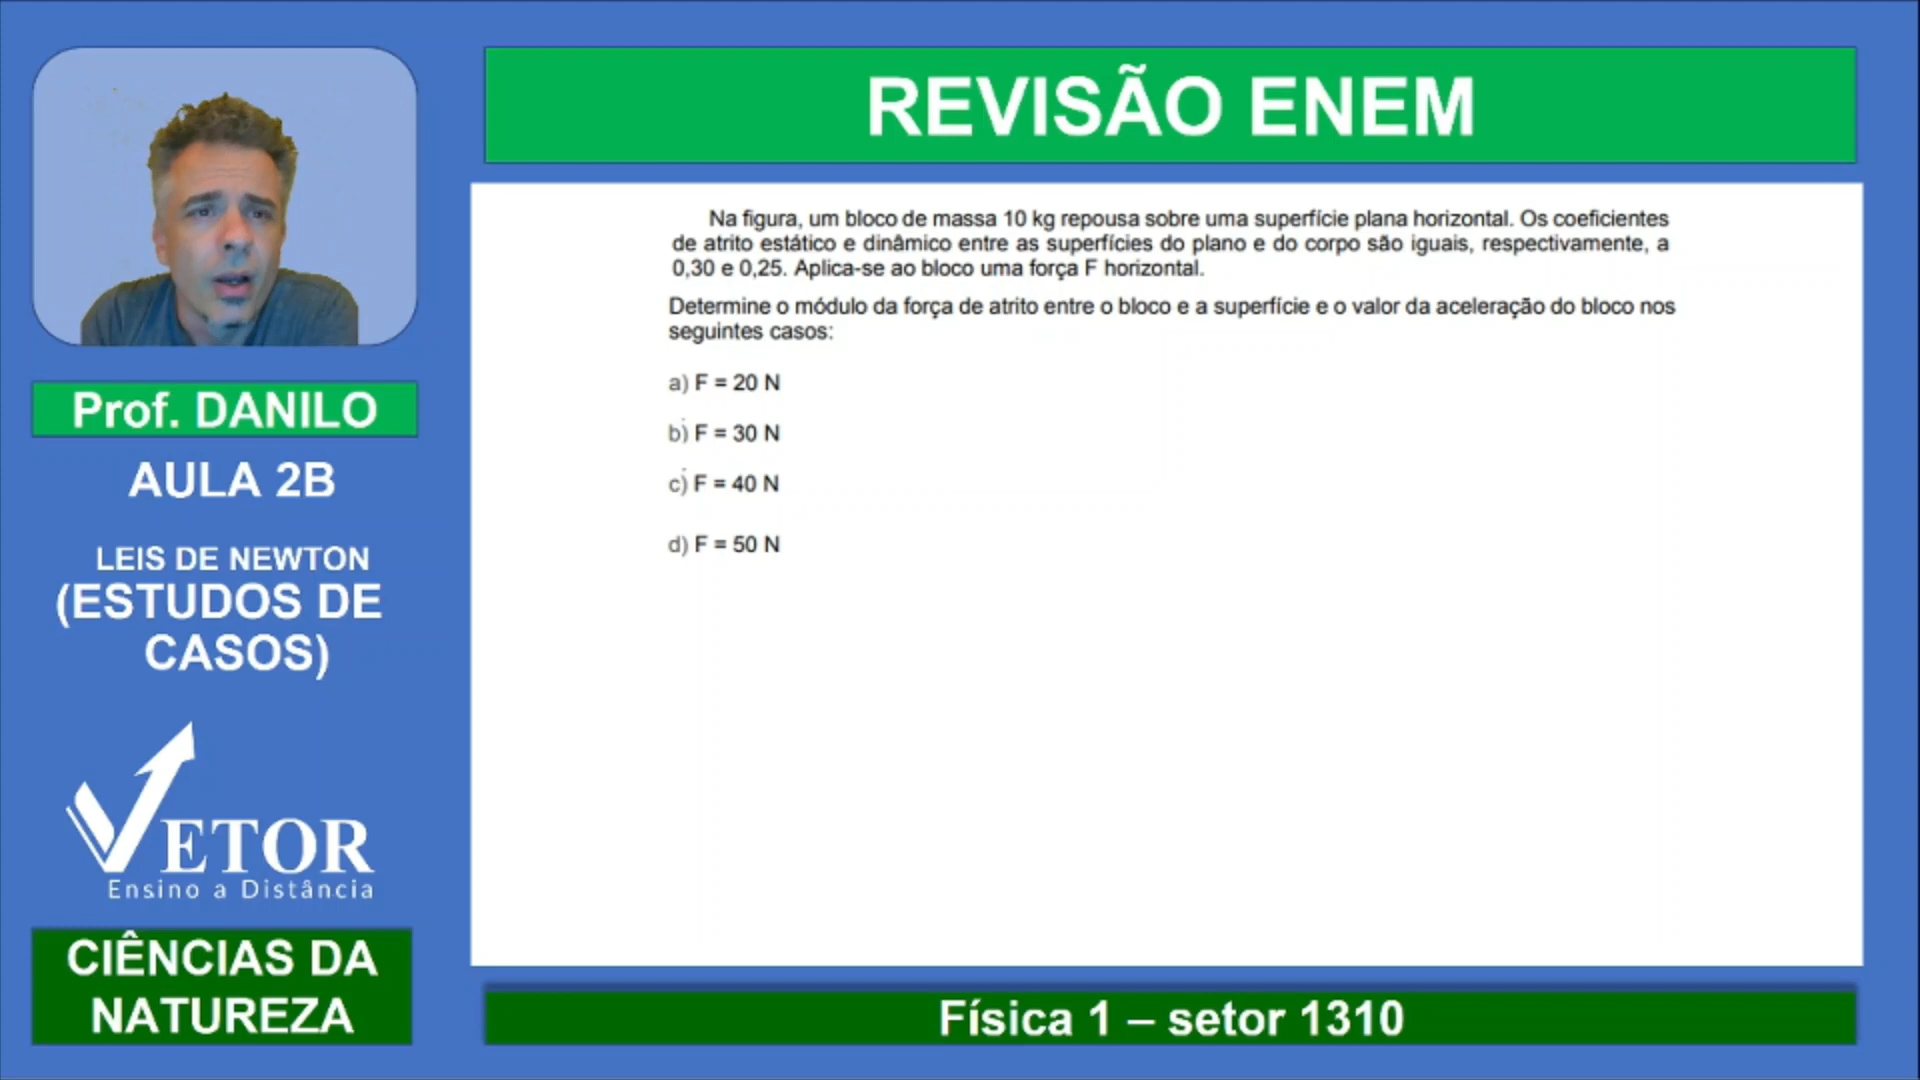 REVISÃO ENEM
Na figura, um bloco de massa 10 kg repousa sobre uma superfície plana horizontal. Os coeficientes
de atrito estático e dinâmico entre as superfícies do plano e do corpo são iguais, respectivamente, a
0,30 e 0,25. Aplica-se ao bloco uma força F horizontal.
Determine o módulo da força de atrito entre o bloco e a superfície e o valor da aceleração do bloco nos
seguintes casos:
a) F = 20 N
b) F = 30 N
c) F = 40 N
d) F = 50 N
Prof. DANILO
AULA 2B
LEIS DE NEWTON
(ESTUDOS DE
CASOS)
VETOR
Ensino a Distância
CIÊNCIAS DA
NATUREZA
Física 1 – setor 1310